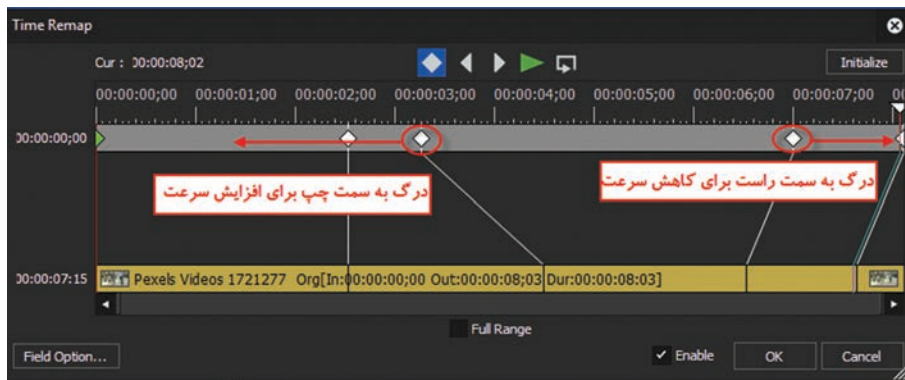 Time Remap
Cur : 00:00:08;02
Initialize
00:00:00;00 00:00:01;00 00:00:02;00 00:00:03;00 00:00:04;00 00:00:05;00 00:00:06;00 00:00:07;00 00
00:00:00;00
درگ به سمت چپ برای افزایش سرعت
درگ به سمت راست برای کاهش سرعت
00:00:07:15 Pexels Videos 1721277 Org[In:00:00:00;00 Out:00:00:08;03 Dur:00:00:08:03]
Full Range
Field Option...
Enable
OK
Cancel